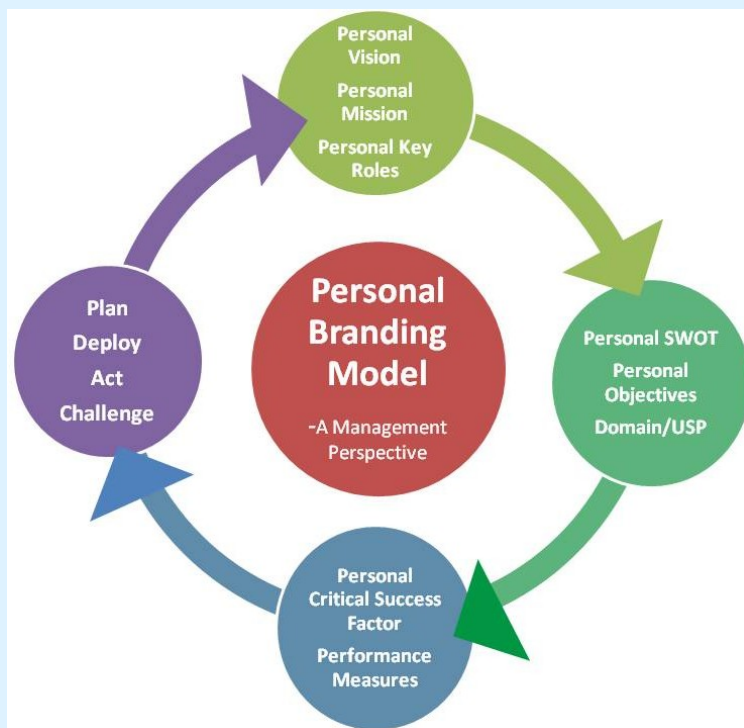 Personal
Vision
Personal
Mission
Personal Key
Roles
Personal SWOT
Personal
Objectives
Domain/USP
Personal
Critical Success
Factor
Performance
Measures
Plan
Deploy
Act
Challenge
Personal
Branding
Model
-A Management
Perspective